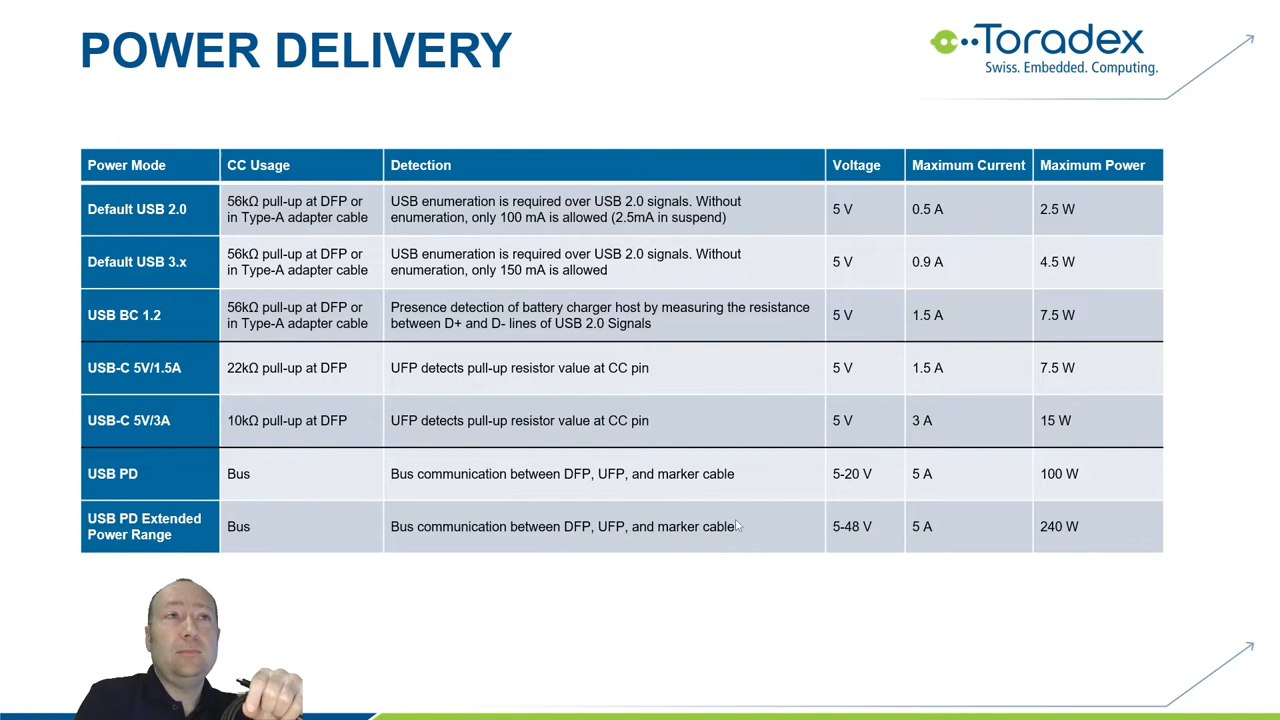 POWER DELIVERY
Toradex
Swiss. Embedded. Computing.
Power Mode CC Usage Detection Voltage Maximum Current Maximum Power
Default USB 2.0
56kΩ pull-up at DFP or
in Type-A adapter cable
USB enumeration is required over USB 2.0 signals. Without
enumeration, only 100 mA is allowed (2.5mA in suspend)
5 V 0.5 A 2.5 W
Default USB 3.x
56kΩ pull-up at DFP or
in Type-A adapter cable
USB enumeration is required over USB 2.0 signals. Without
enumeration, only 150 mA is allowed
5 V 0.9 A 4.5 W
USB BC 1.2
56kΩ pull-up at DFP or
in Type-A adapter cable
Presence detection of battery charger host by measuring the resistance
between D+ and D- lines of USB 2.0 Signals
5 V 1.5 A 7.5 W
USB-C 5V/1.5A 22kΩ pull-up at DFP UFP detects pull-up resistor value at CC pin 5 V 1.5 A 7.5 W
USB-C 5V/3A 10kΩ pull-up at DFP UFP detects pull-up resistor value at CC pin 5 V 3 A 15 W
USB PD Bus Bus communication between DFP, UFP, and marker cable 5-20 V 5 A 100 W
USB PD Extended
Power Range
Bus Bus communication between DFP, UFP, and marker cable 5-48 V 5 A 240 W